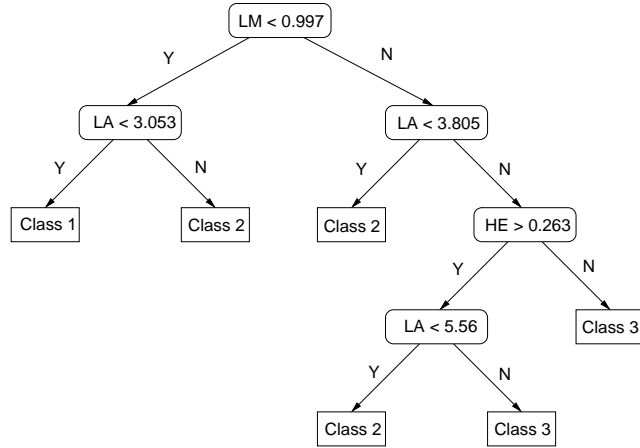 LM < 0.997
Y
N
LA < 3.053
LA < 3.805
Y
N
Y
N
Class 1
Class 2
Class 2
HE > 0.263
Y
N
LA < 5.56
Class 3
Y
N
Class 2
Class 3